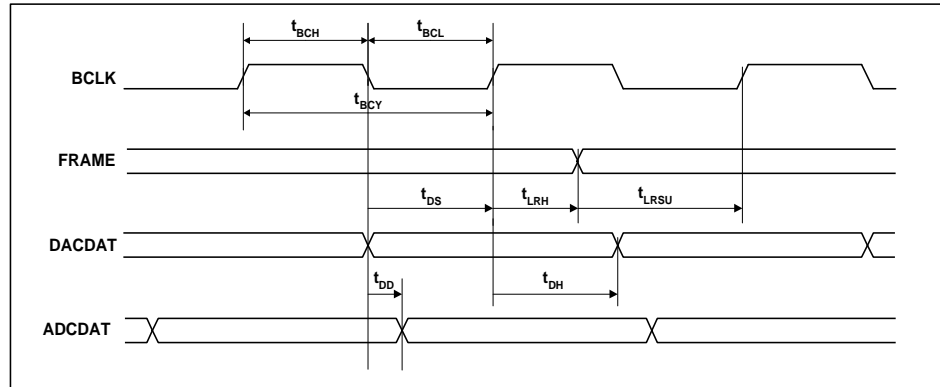 tBCH tBCL
BCLK
tBCY
FRAME
tDS tLRH tLRSU
DACDAT
tDD tDH
ADCDAT